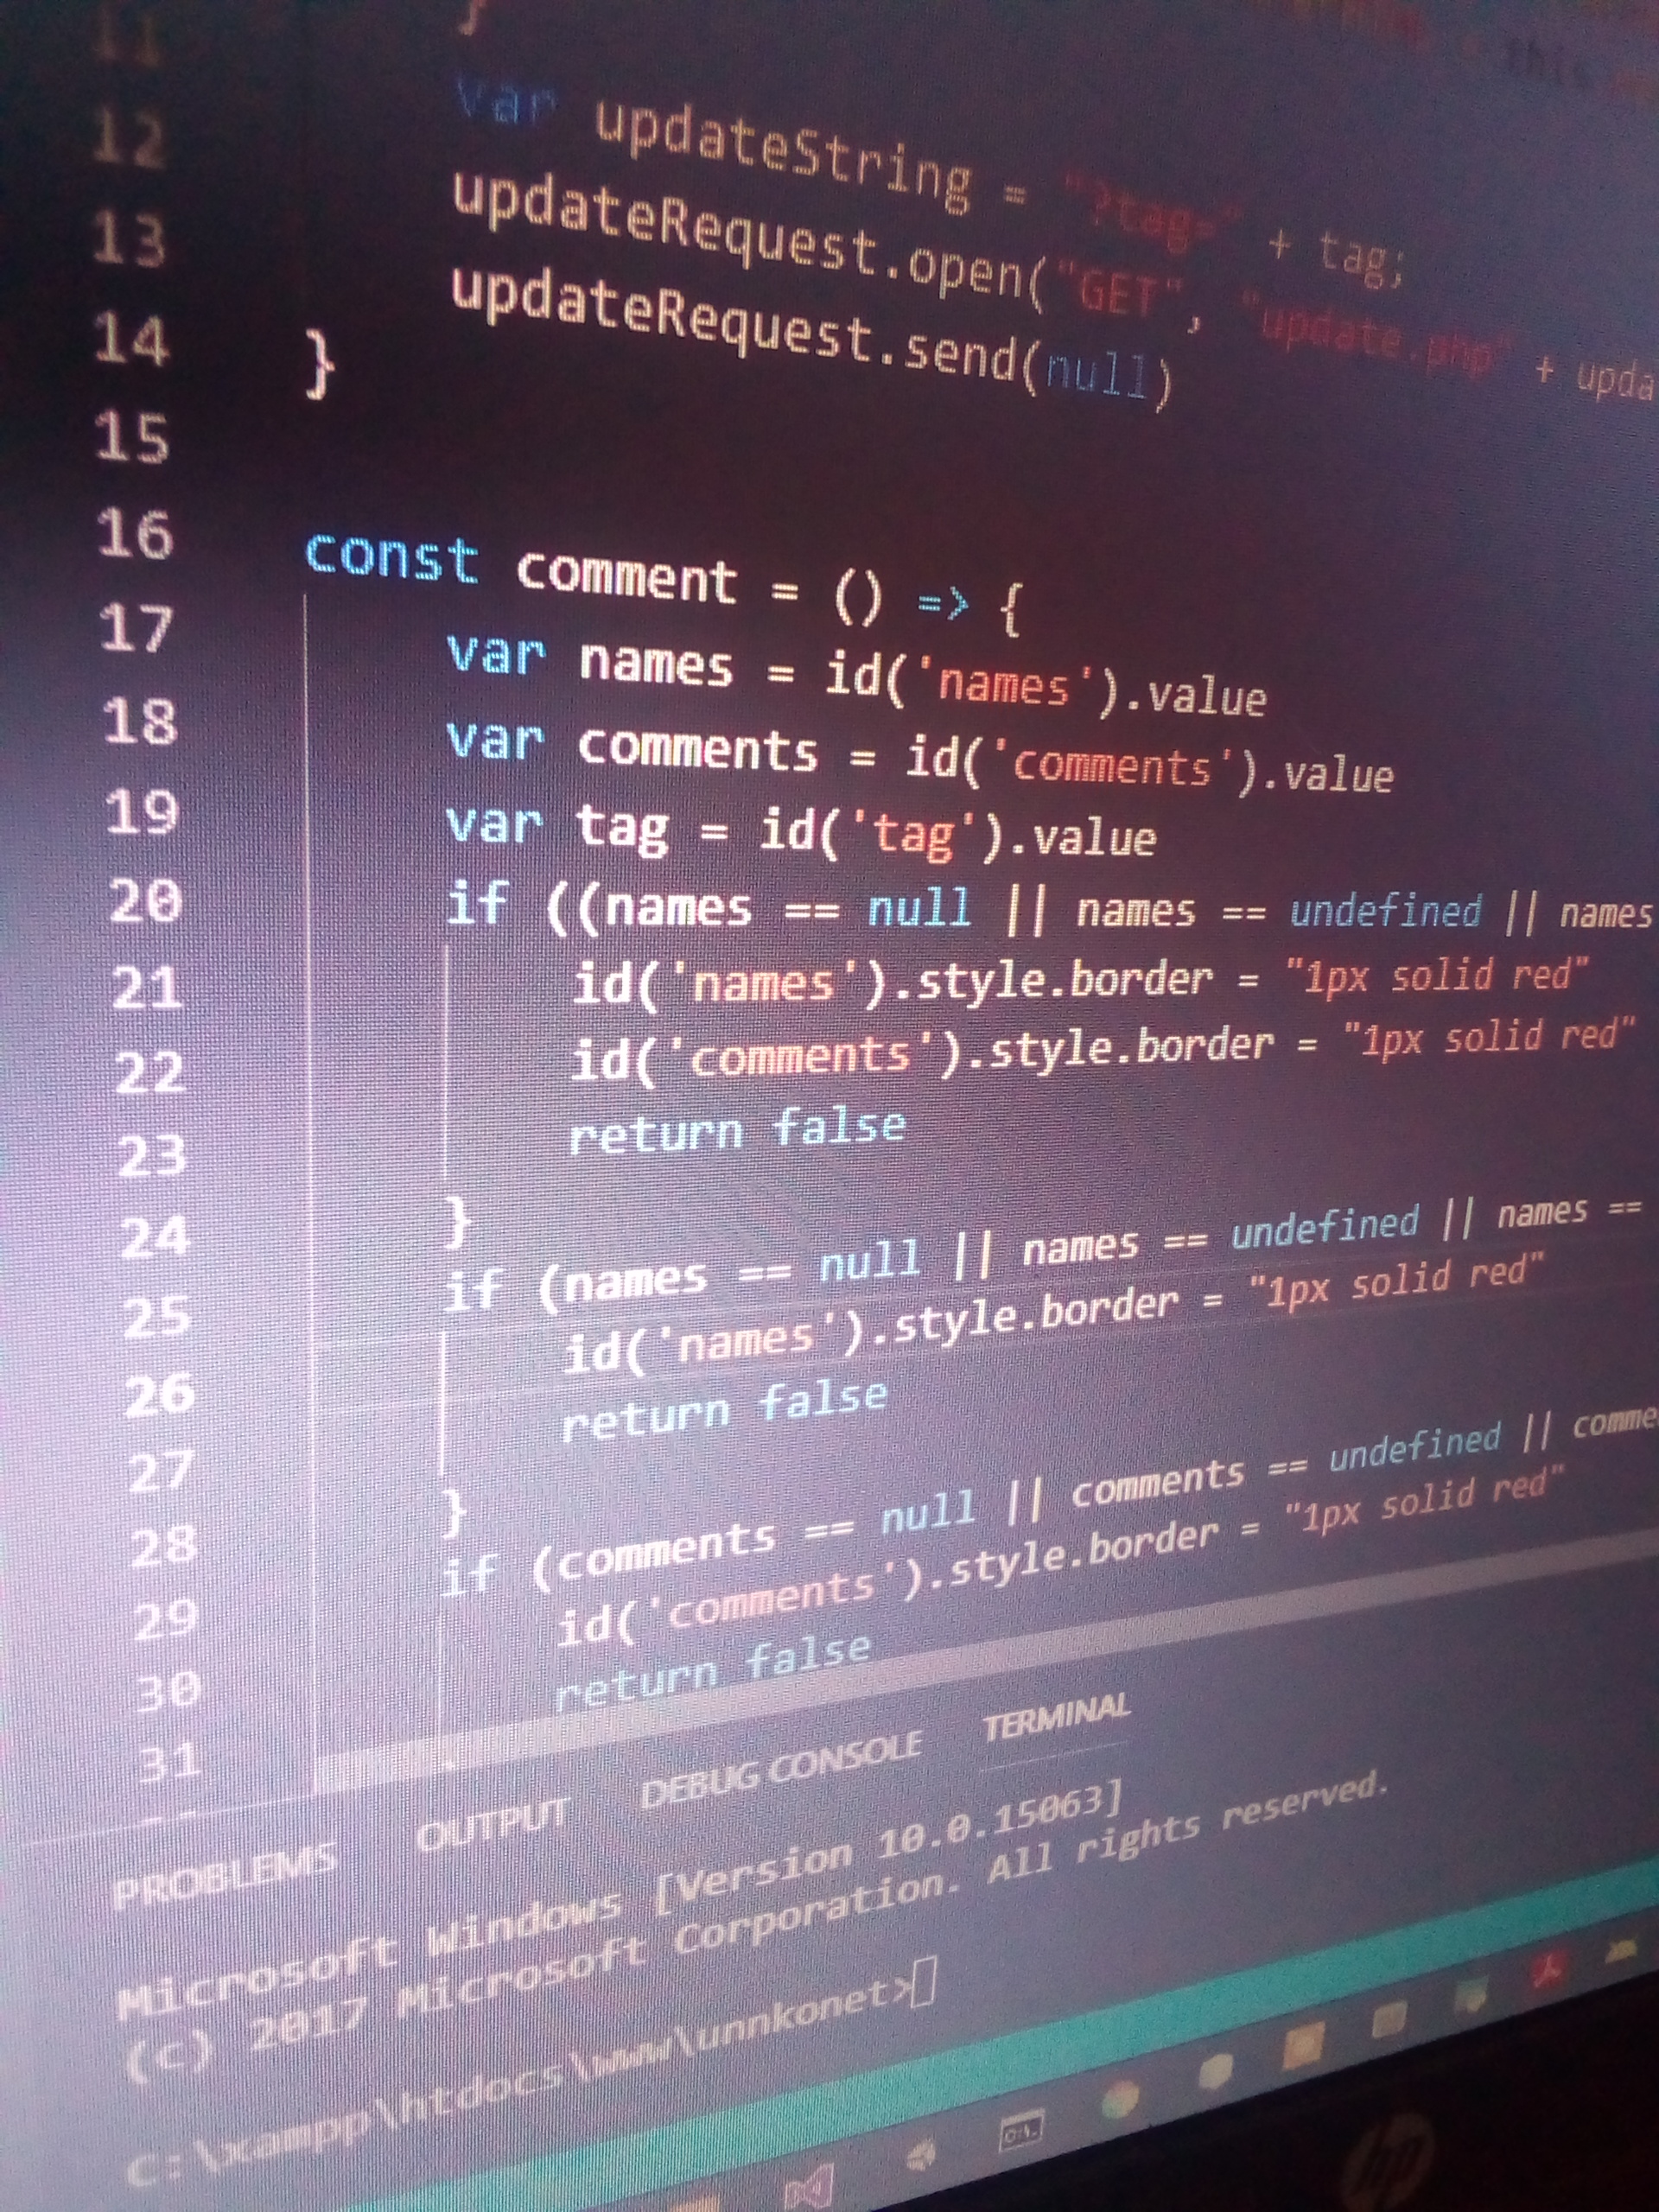 11 }
12 var updateString = "?tag=" + tag;
13 updateRequest.open("GET", "update.php" + upda
14 updateRequest.send(null)
15 }
16
17 const comment = () => {
18 var names = id('names').value
19 var comments = id('comments').value
20 var tag = id('tag').value
21 if ((names == null || names == undefined || names
22 id('names').style.border = "1px solid red"
23 id('comments').style.border = "1px solid red"
24 return false
25 }
26 if (names == null || names == undefined || names ==
27 id('names').style.border = "1px solid red"
28 return false
29 }
30 if (comments == null || comments == undefined || comme
31 id('comments').style.border = "1px solid red"
return false
PROBLEMS OUTPUT DEBUG CONSOLE TERMINAL
Microsoft Windows [Version 10.0.15063]
(c) 2017 Microsoft Corporation. All rights reserved.
C:\xampp\htdocs\www\unnkonet>
hp